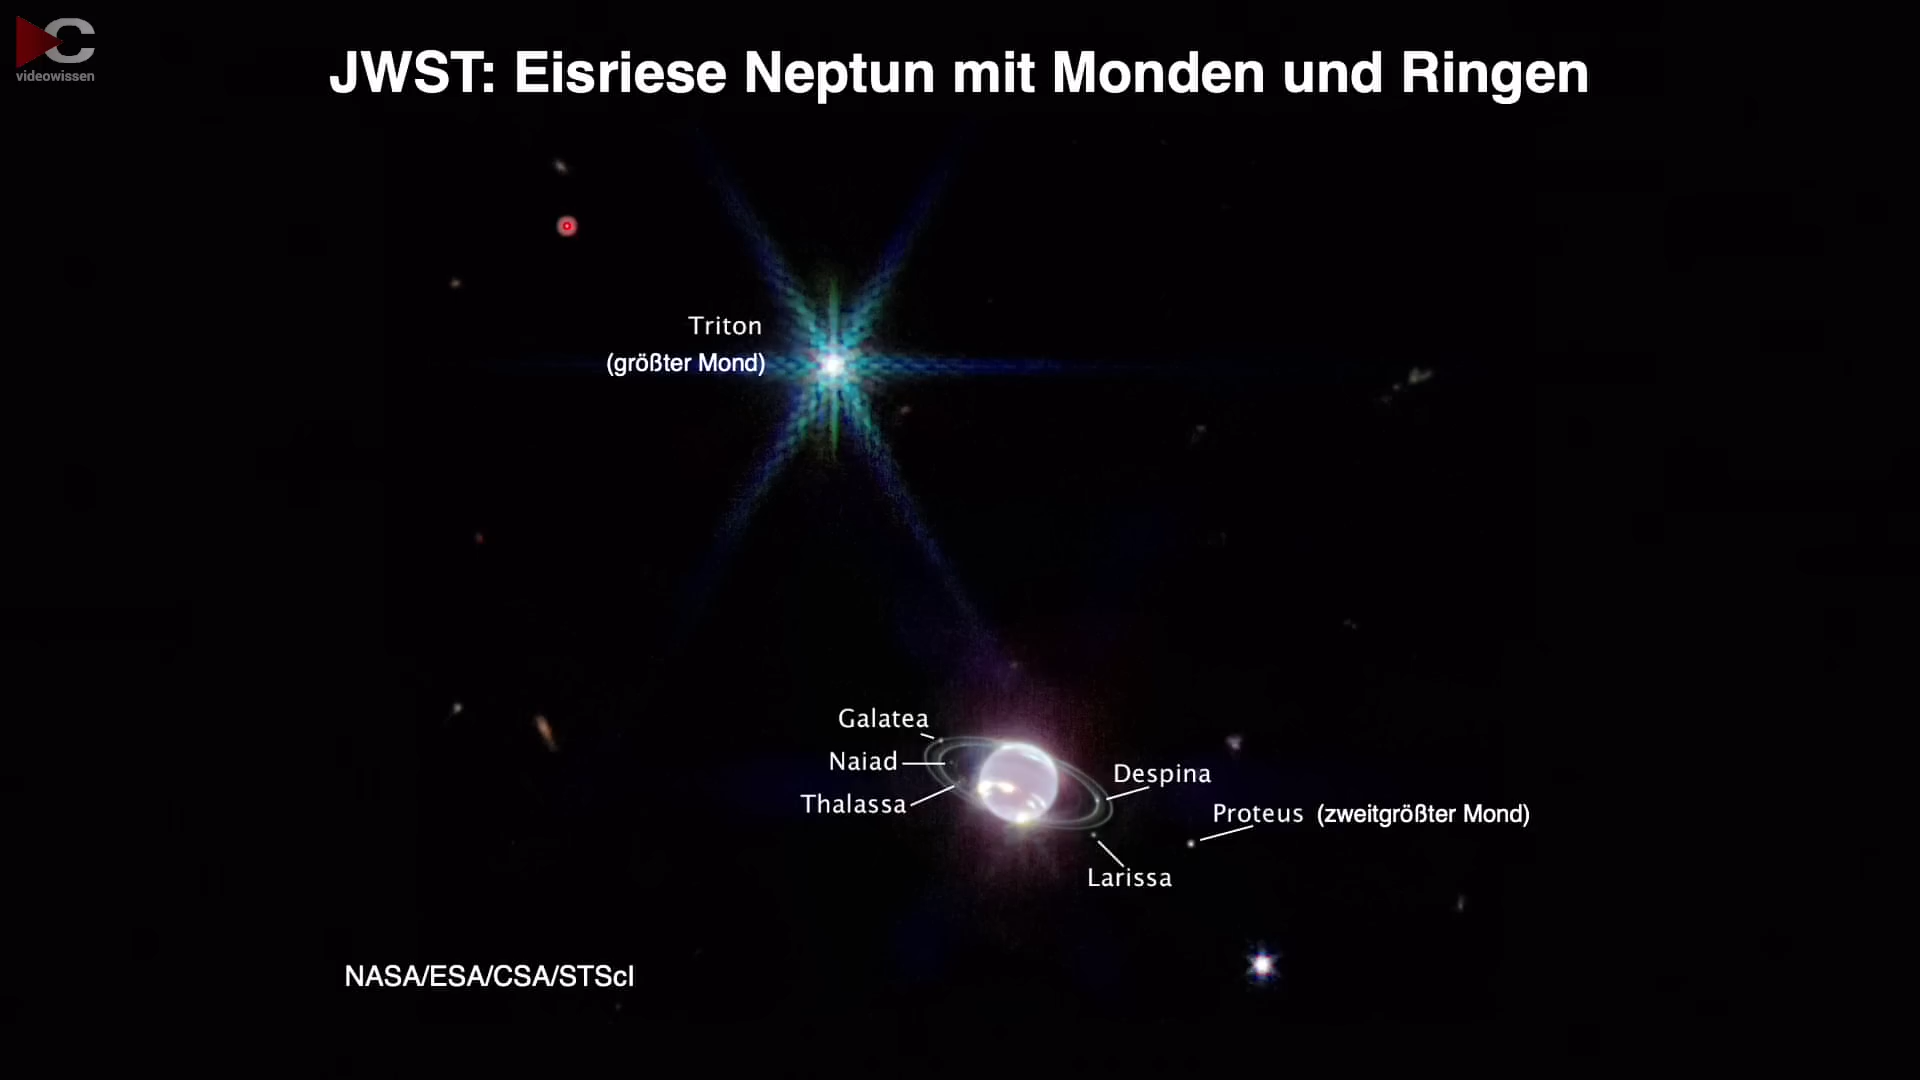 videowissen
JWST: Eisriese Neptun mit Monden und Ringen
Triton
(größter Mond)
Galatea
Naiad
Thalassa
Despina
Proteus (zweitgrößter Mond)
Larissa
NASA/ESA/CSA/STScI